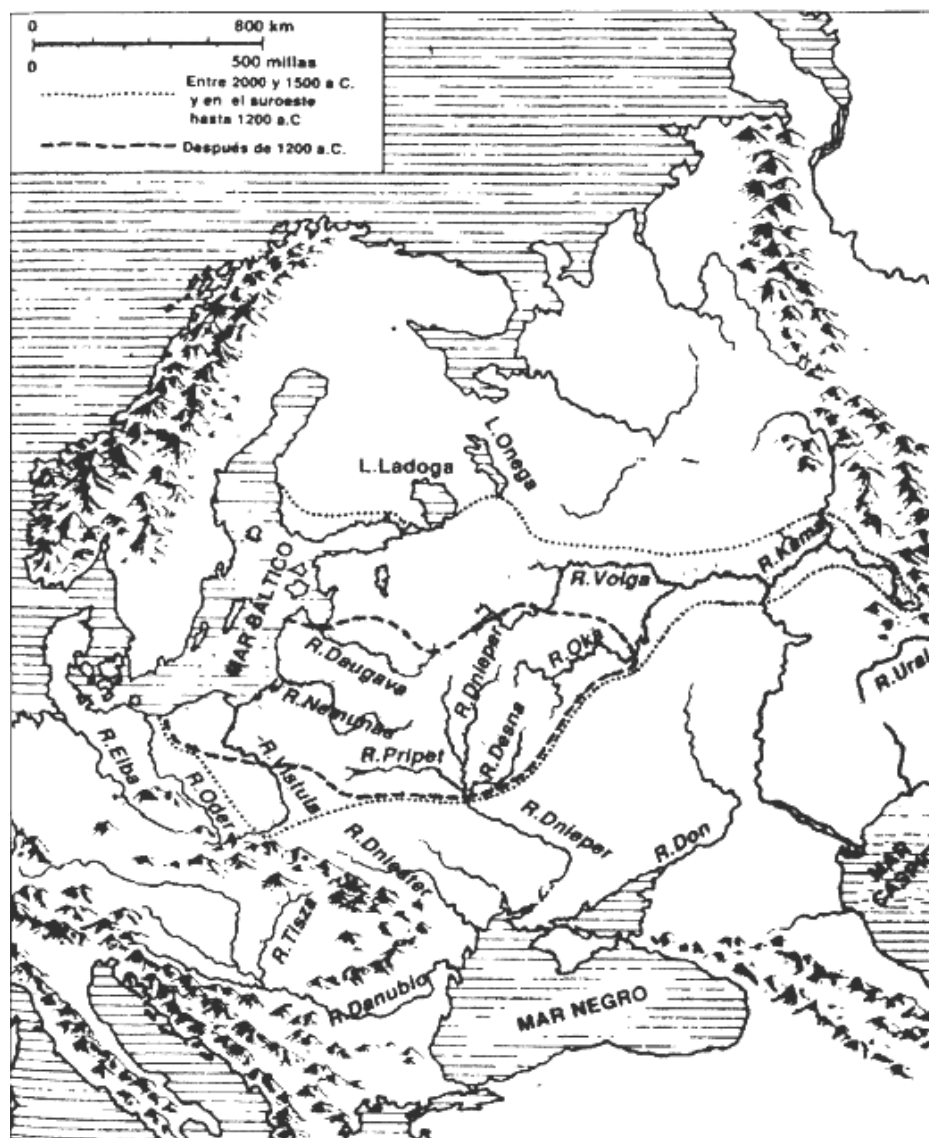 0 800 km
0 500 millas
Entre 2000 y 1500 a C.
y en el suroeste
hasta 1200 a.C
Después de 1200 a.C.
L.Onega
L.Ladoga
R.Kama
R.Volga
MAR BALTICO
R.Oka
R.Daugava
R.Dnieper
R.Ural
R.Nemunas
R.Desna
R.Pripet
R.Elba
R.Vistula
R.Oder
R.Dnieper
R.Don
R.Dniester
MAR
R.Tisza
R.Danubio
MAR NEGRO